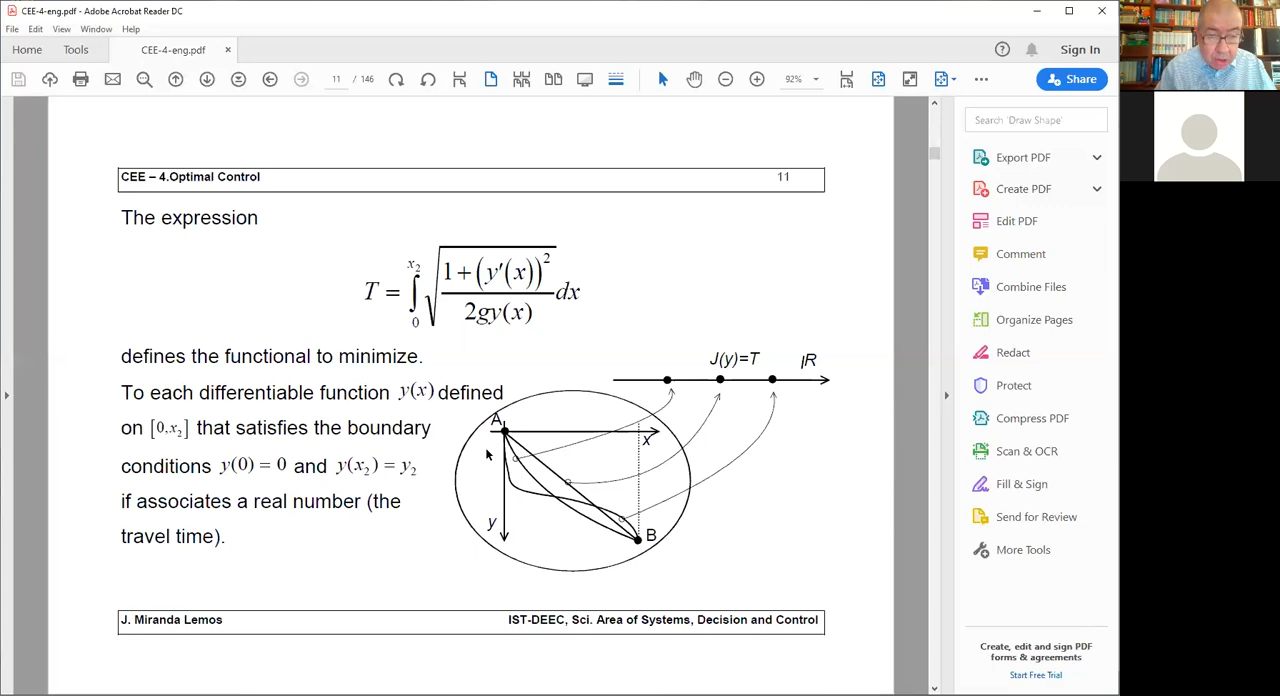 CEE-4-eng.pdf - Adobe Acrobat Reader DC
File Edit View Window Help
Home Tools CEE-4-eng.pdf × Sign In
11 / 146 92% Share
CEE – 4.Optimal Control 11
The expression
T = ∫₀^{x₂} √((1+(y′(x))²)/(2gy(x))) dx
defines the functional to minimize.
To each differentiable function y(x) defined
on [0,x₂] that satisfies the boundary
conditions y(0) = 0 and y(x₂) = y₂
if associates a real number (the
travel time).
J(y)=T IR
A
x
y
B
J. Miranda Lemos IST-DEEC, Sci. Area of Systems, Decision and Control
Search 'Draw Shape'
Export PDF
Create PDF
Edit PDF
Comment
Combine Files
Organize Pages
Redact
Protect
Compress PDF
Scan & OCR
Fill & Sign
Send for Review
More Tools
Create, edit and sign PDF
forms & agreements
Start Free Trial